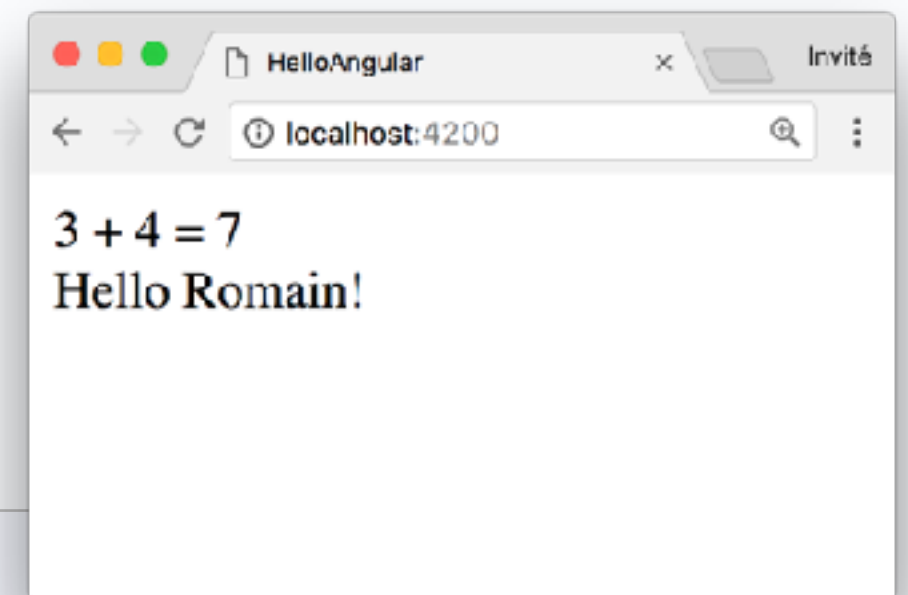 HelloAngular
Invité
localhost:4200
3 + 4 = 7
Hello Romain!